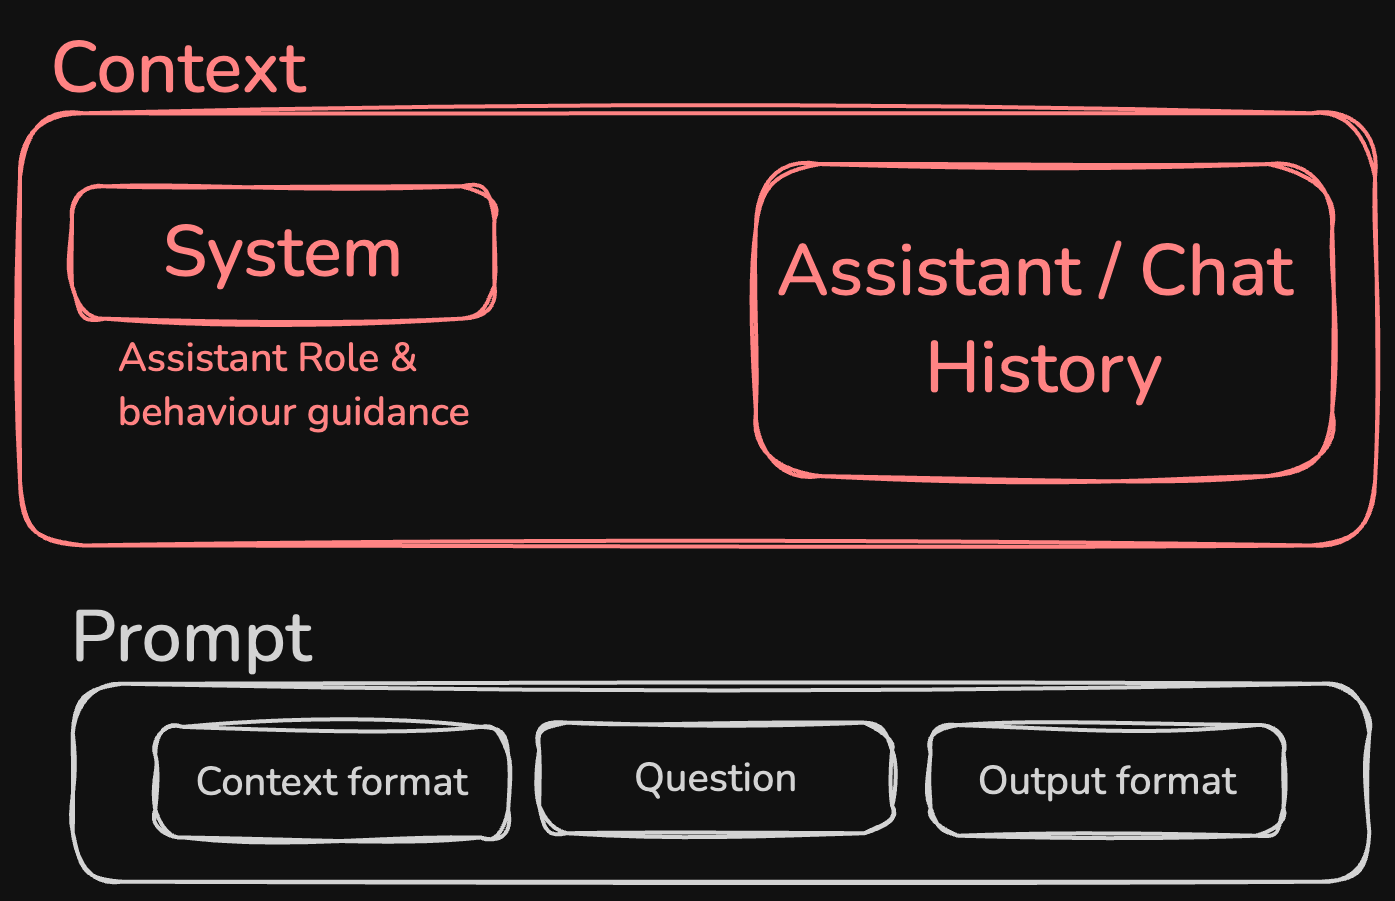 Context
System
Assistant Role &
behaviour guidance
Assistant / Chat
History
Prompt
Context format
Question
Output format